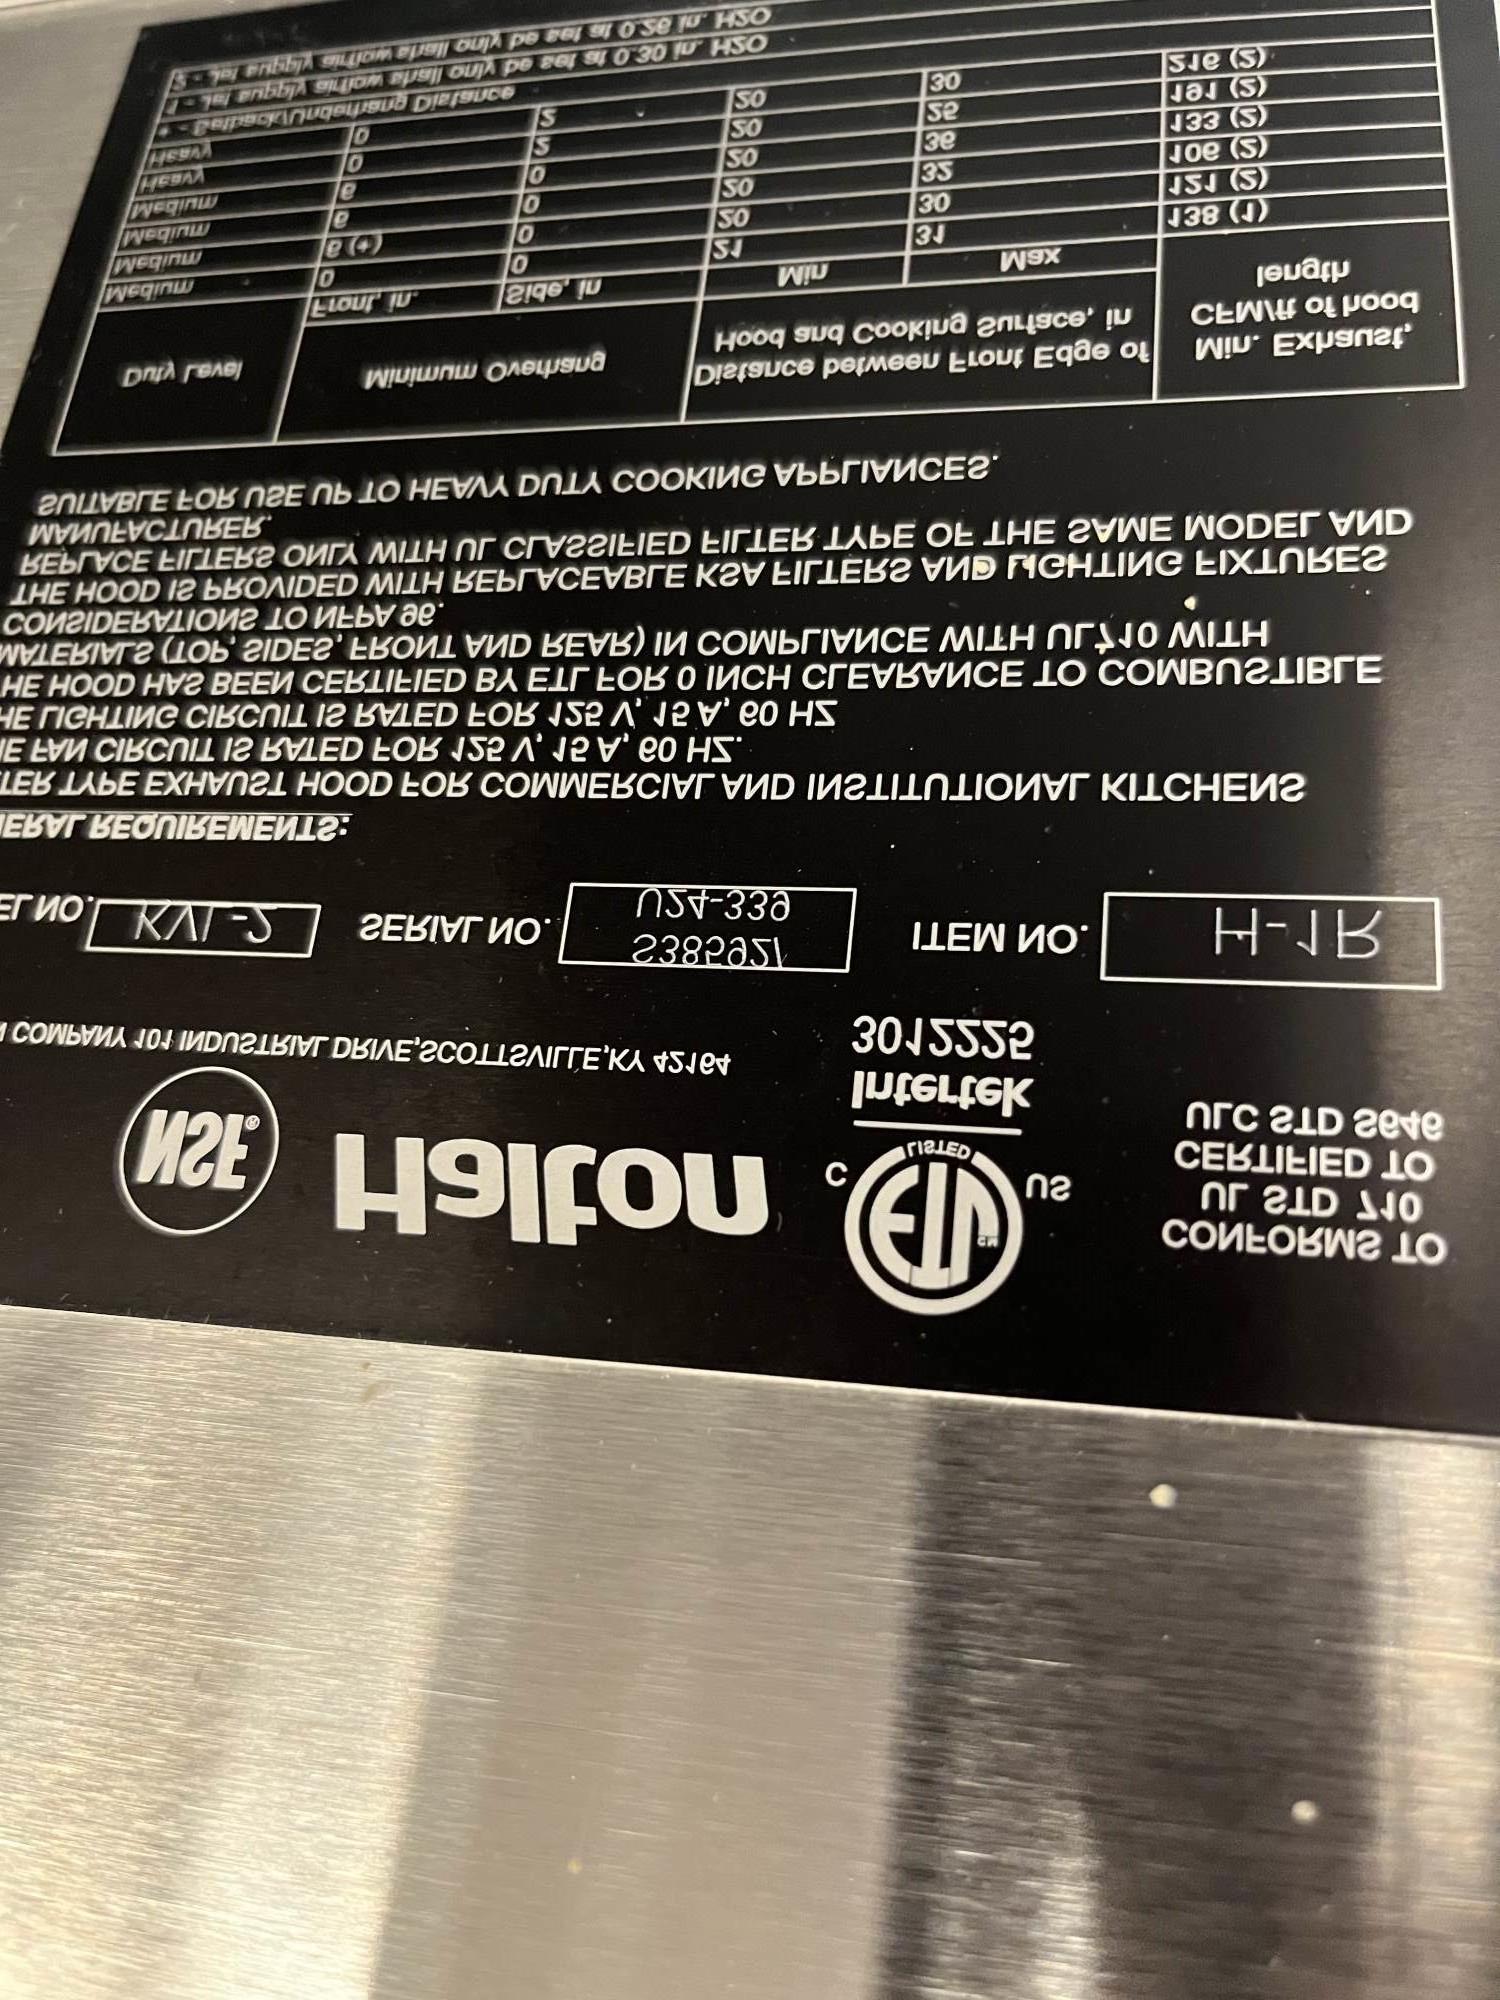 CONFORMS TO
UL STD 710
CERTIFIED TO
ULC STD S646
ETL CM
LISTED
C US
Intertek
3012225
Halton
NSF®
COMPANY 101 INDUSTRIAL DRIVE,SCOTTSVILLE,KY 42164
EL NO. KVL-2 SERIAL NO. S38592/ ITEM NO. H-1R
U24-339
ERAL REQUIREMENTS:
TER TYPE EXHAUST HOOD FOR COMMERCIAL AND INSTITUTIONAL KITCHENS
E FAN CIRCUIT IS RATED FOR 125 V, 15 A, 60 HZ.
HE LIGHTING CIRCUIT IS RATED FOR 125 V, 15 A, 60 HZ
HE HOOD HAS BEEN CERTIFIED BY ETL FOR 0 INCH CLEARANCE TO COMBUSTIBLE
MATERIALS (TOP, SIDES, FRONT AND REAR) IN COMPLIANCE WITH UL710 WITH
CONSIDERATIONS TO NFPA 96.
THE HOOD IS PROVIDED WITH REPLACEABLE KSA FILTERS AND LIGHTING FIXTURES
REPLACE FILTERS ONLY WITH UL CLASSIFIED FILTER TYPE OF THE SAME MODEL AND
MANUFACTURER.
SUITABLE FOR USE UP TO HEAVY DUTY COOKING APPLIANCES.
Duty Level
Minimum Overhang
Distance between Front Edge of
Hood and Cooking Surface, in
Min. Exhaust,
CFM/ft of hood
length
Front, in. Side, in Min Max
Medium 0 0 21 31 138 (1)
Medium 6 (+) 0 20 30 121 (2)
Medium 6 0 20 32 106 (2)
Medium 6 0 20 36 133 (2)
Heavy 0 2 20 25 191 (2)
Heavy 0 2 20 30 216 (2)
+ - Setback/Underhang Distance
1 - Jet supply airflow shall only be set at 0.30 in. H2O
2 - Jet supply airflow shall only be set at 0.26 in. H2O